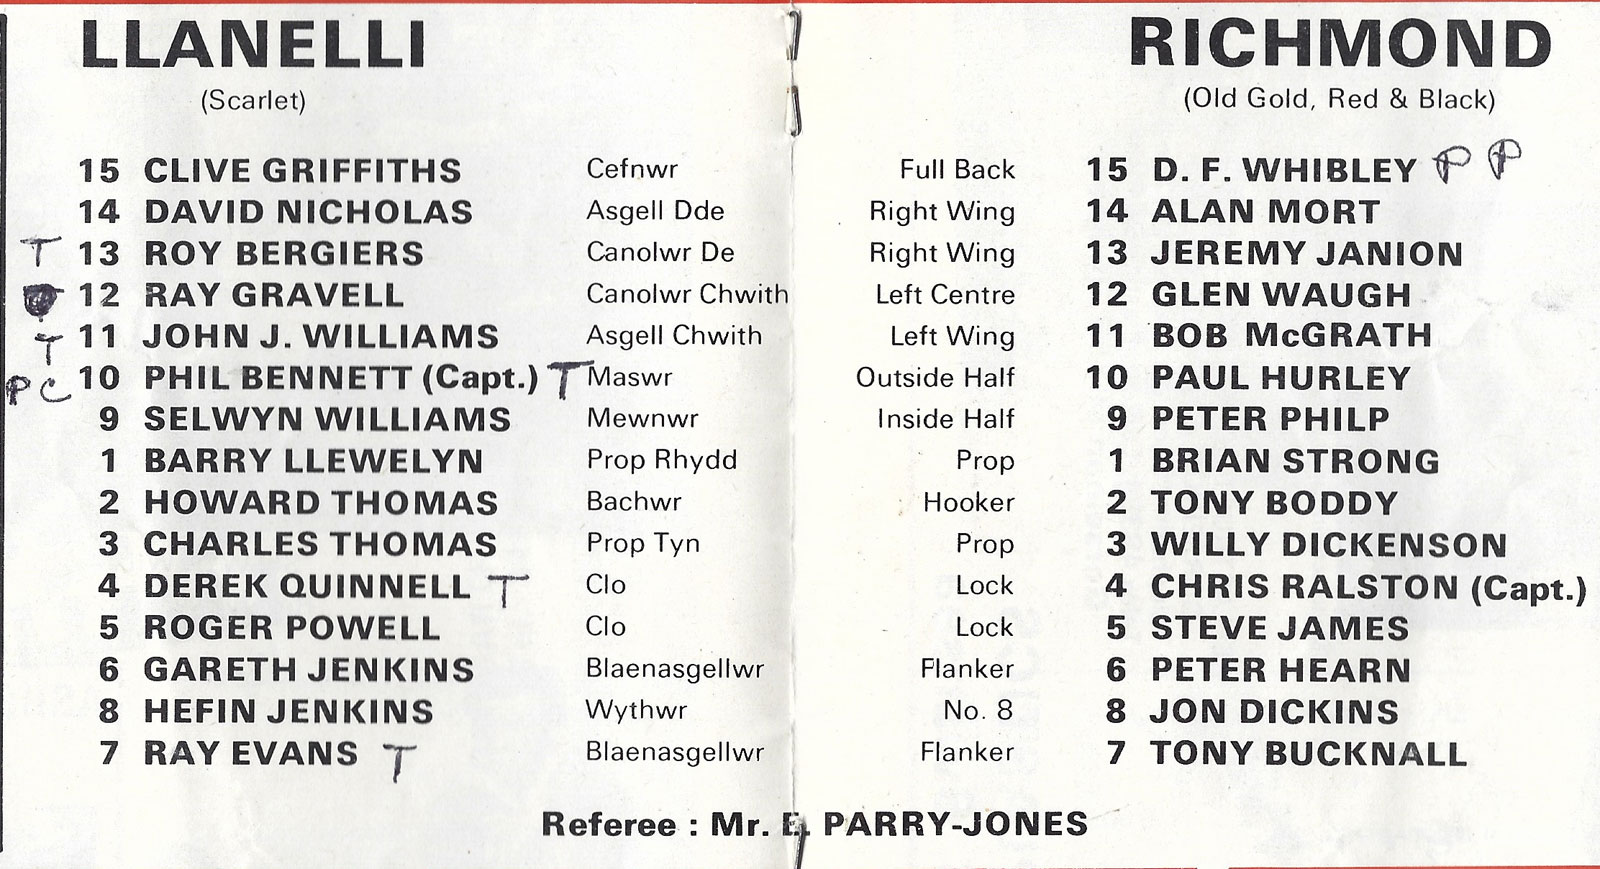 LLANELLI
(Scarlet)
15 CLIVE GRIFFITHS Cefnwr
14 DAVID NICHOLAS Asgell Dde
T 13 ROY BERGIERS Canolwr De
12 RAY GRAVELL Canolwr Chwith
T 11 JOHN J. WILLIAMS Asgell Chwith
P C 10 PHIL BENNETT (Capt.) T Maswr
9 SELWYN WILLIAMS Mewnwr
1 BARRY LLEWELYN Prop Rhydd
2 HOWARD THOMAS Bachwr
3 CHARLES THOMAS Prop Tyn
4 DEREK QUINNELL T Clo
5 ROGER POWELL Clo
6 GARETH JENKINS Blaenasgellwr
8 HEFIN JENKINS Wythwr
7 RAY EVANS T Blaenasgellwr
RICHMOND
(Old Gold, Red & Black)
Full Back 15 D. F. WHIBLEY P P
Right Wing 14 ALAN MORT
Right Wing 13 JEREMY JANION
Left Centre 12 GLEN WAUGH
Left Wing 11 BOB McGRATH
Outside Half 10 PAUL HURLEY
Inside Half 9 PETER PHILP
Prop 1 BRIAN STRONG
Hooker 2 TONY BODDY
Prop 3 WILLY DICKENSON
Lock 4 CHRIS RALSTON (Capt.)
Lock 5 STEVE JAMES
Flanker 6 PETER HEARN
No. 8 8 JON DICKINS
Flanker 7 TONY BUCKNALL
Referee : Mr. E. PARRY-JONES